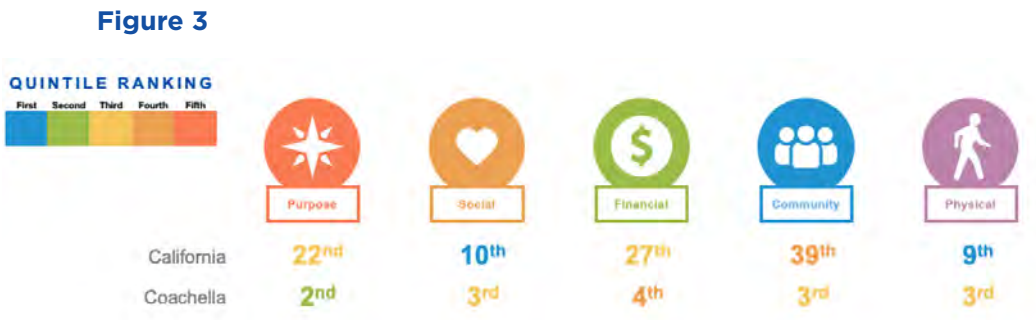 Figure 3
QUINTILE RANKING
First Second Third Fourth Fifth
$
Purpose Social Financial Community Physical
California 22nd 10th 27th 39th 9th
Coachella 2nd 3rd 4th 3rd 3rd